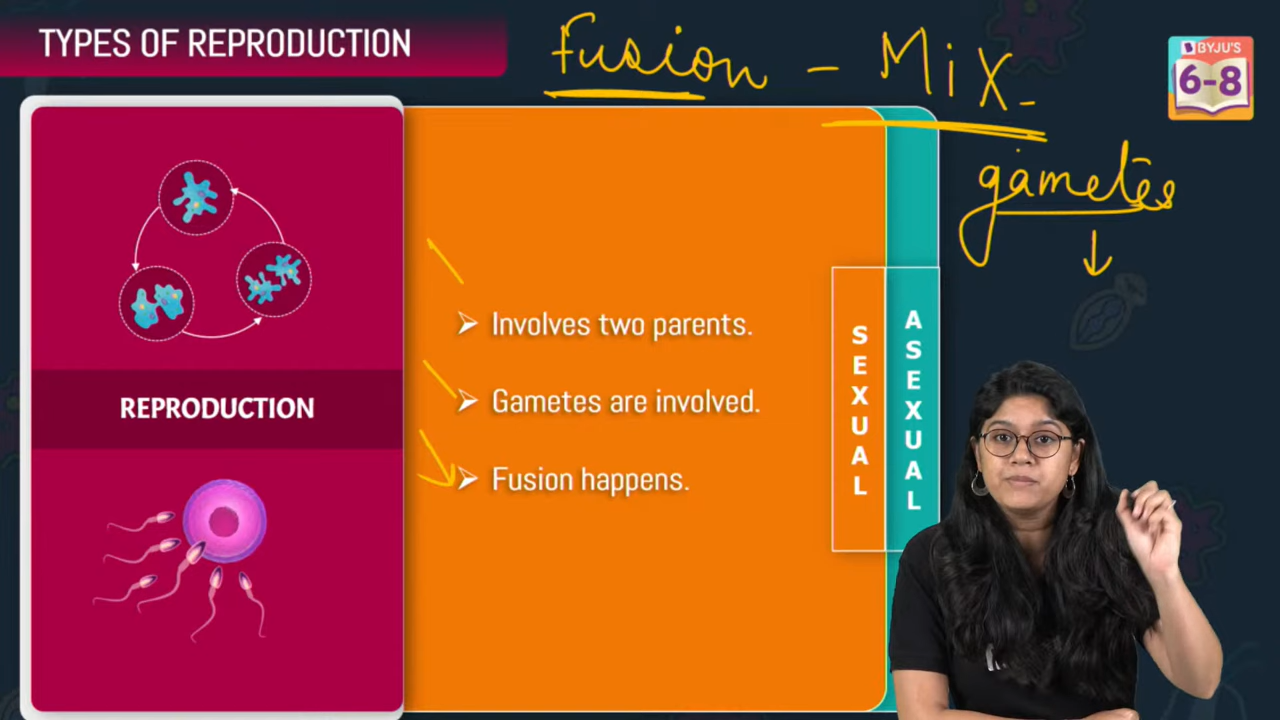 TYPES OF REPRODUCTION
Fusion - Mix -
gametes
BYJU'S
6-8
Involves two parents.
Gametes are involved.
Fusion happens.
REPRODUCTION
SEXUAL
ASEXUAL